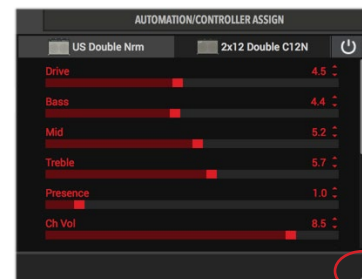 AUTOMATION/CONTROLLER ASSIGN
US Double Nrm 2x12 Double C12N
Drive 4.5
Bass 4.4
Mid 5.2
Treble 5.7
Presence 1.0
Ch Vol 8.5